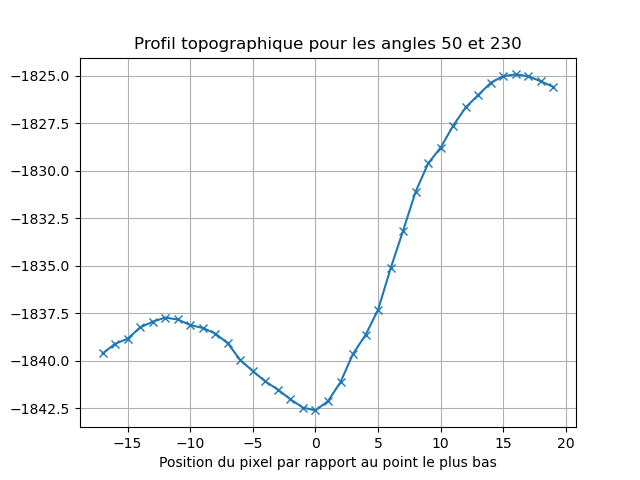 Profil topographique pour les angles 50 et 230
−1825.0
−1827.5
−1830.0
−1832.5
−1835.0
−1837.5
−1840.0
−1842.5
−15 −10 −5 0 5 10 15 20
Position du pixel par rapport au point le plus bas